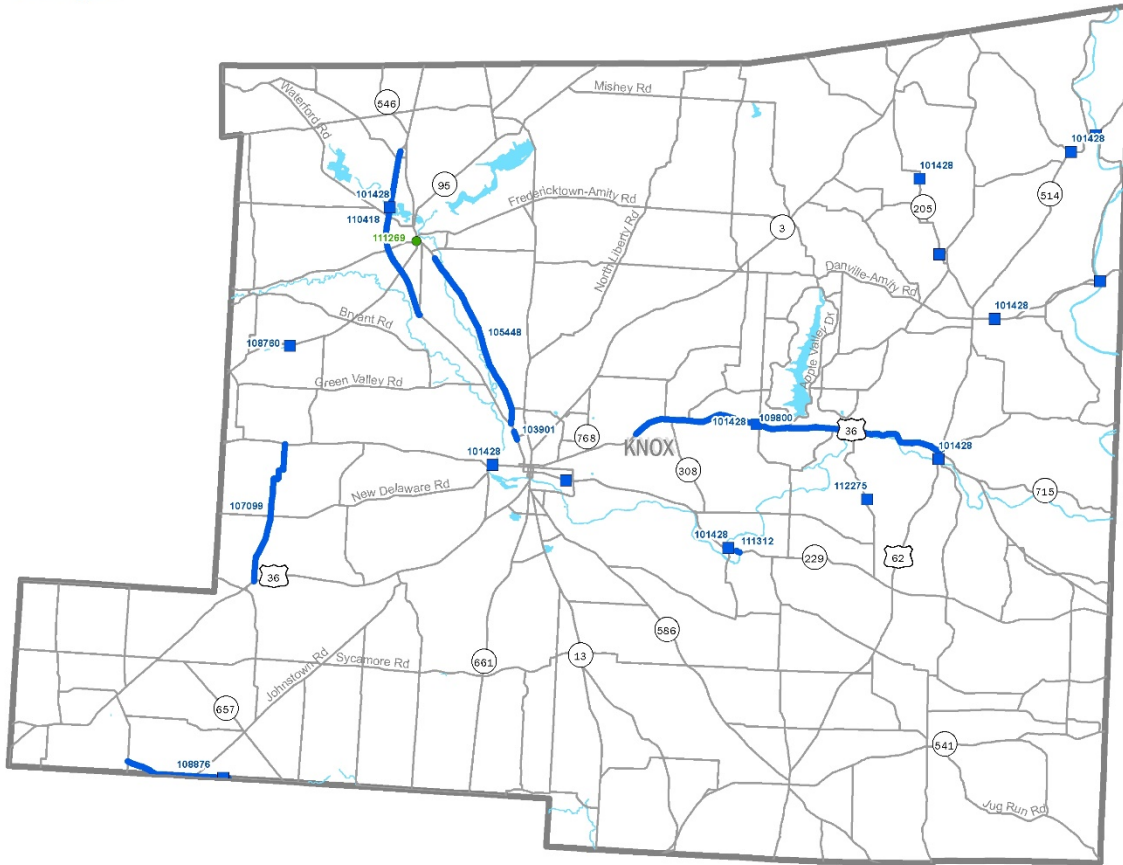 Mishey Rd
Waterford Rd
546
101428
101428
95
101428
205
514
Fredericktown-Amity Rd
110418
111269
3
North Liberty Rd
Danville-Amity Rd
101428
Bryant Rd
105448
108760
Apple Valley Dr
Green Valley Rd
103901
768
KNOX
101428
109800
36
101428
101428
308
New Delaware Rd
107099
112275
715
101428
111312
229
62
36
586
Johnstown Rd
Sycamore Rd
661
13
657
541
108876
Jug Run Rd